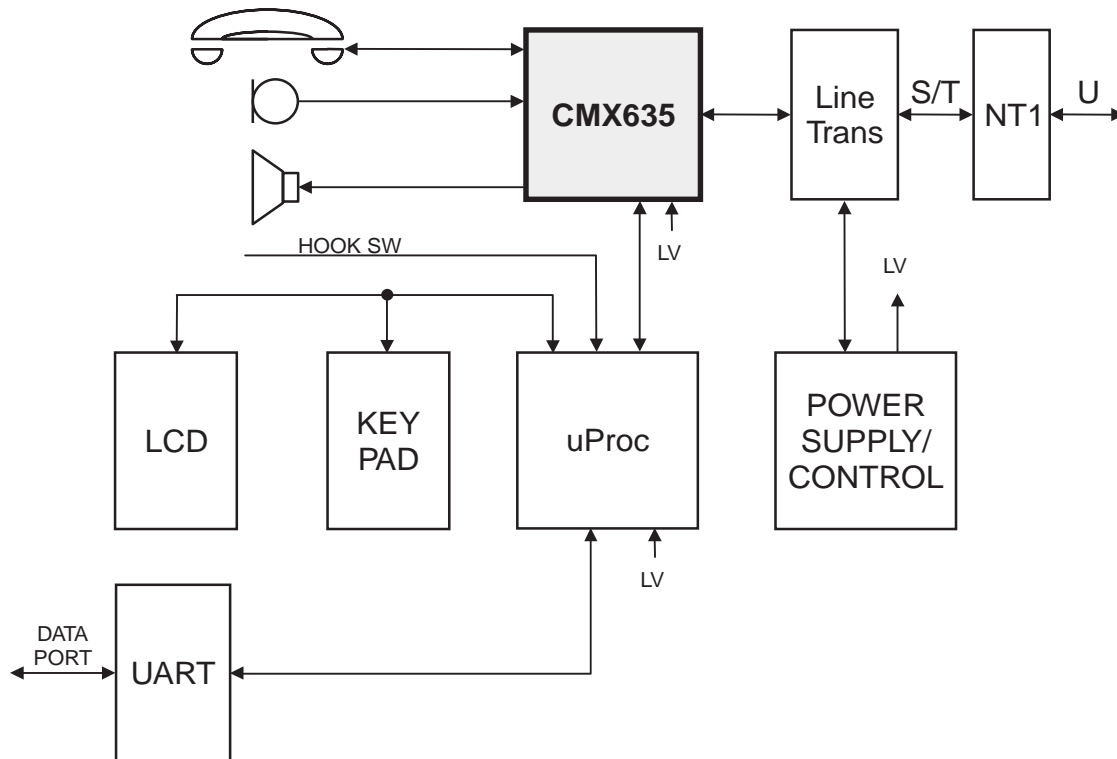 CMX635
Line
Trans
S/T
NT1
U
HOOK SW
LV
LV
LCD
KEY
PAD
uProc
POWER
SUPPLY/
CONTROL
LV
DATA
PORT
UART